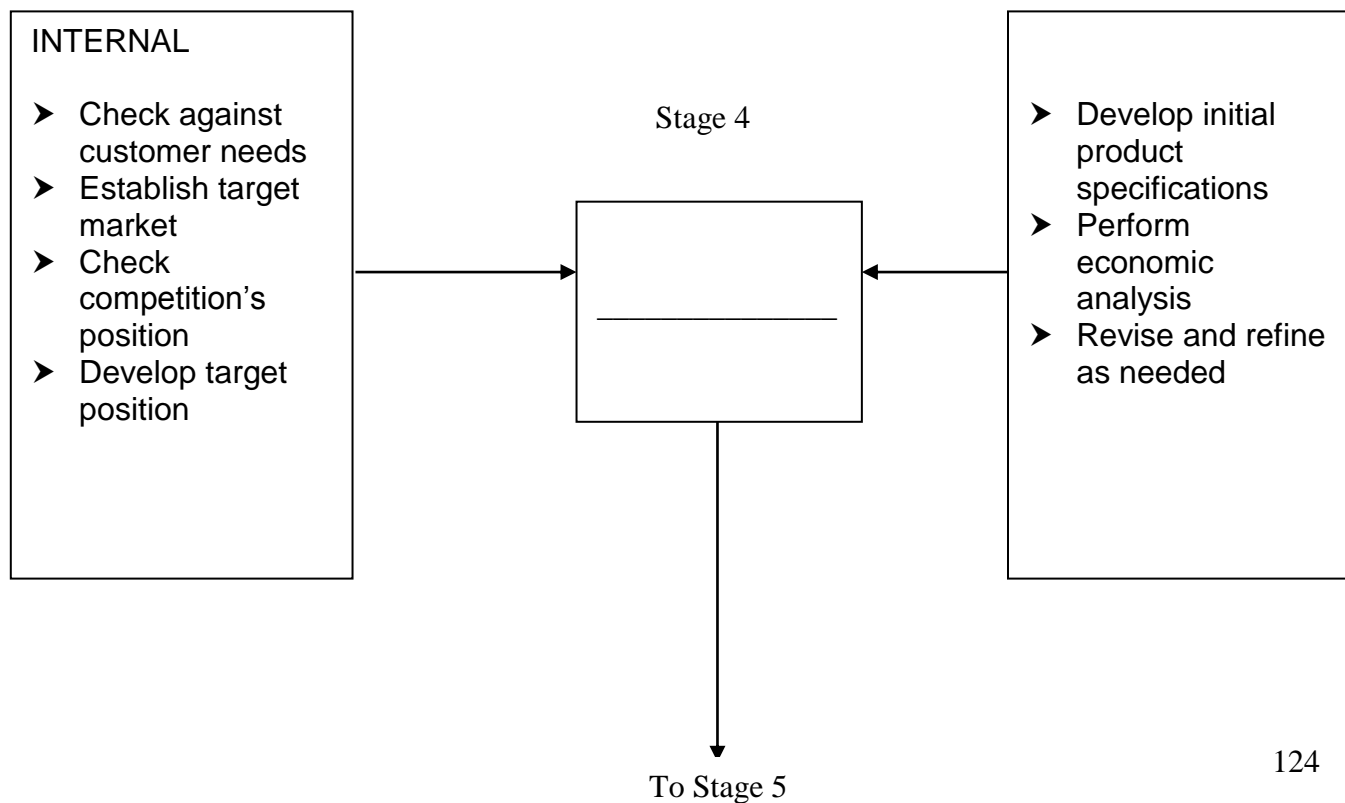 INTERNAL
➤ Check against
customer needs
➤ Establish target
market
➤ Check
competition’s
position
➤ Develop target
position
Stage 4
_______________
➤ Develop initial
product
specifications
➤ Perform
economic
analysis
➤ Revise and refine
as needed
To Stage 5
124